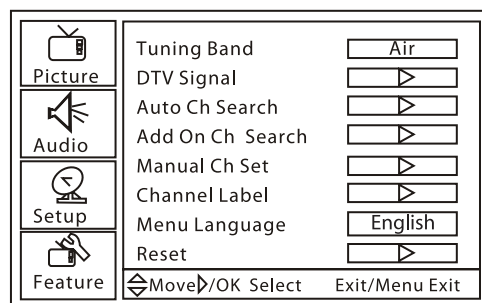 Picture
Audio
Setup
Feature
Tuning Band Air
DTV Signal
Auto Ch Search
Add On Ch Search
Manual Ch Set
Channel Label
Menu Language English
Reset
Move /OK Select Exit/Menu Exit